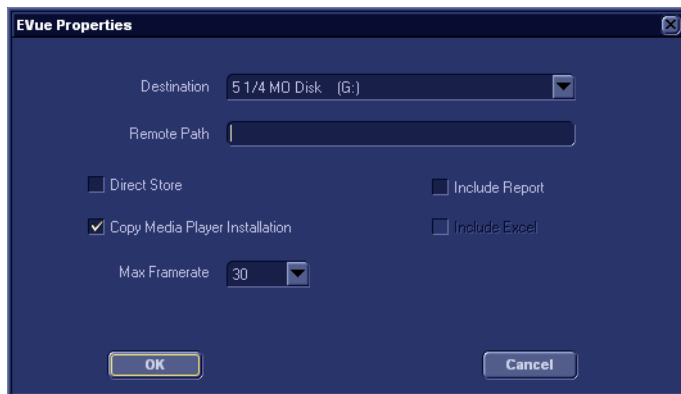 EVue Properties
Destination 5 1/4 MO Disk (G:)
Remote Path
Direct Store Include Report
Copy Media Player Installation Include Excel
Max Framerate 30
OK Cancel